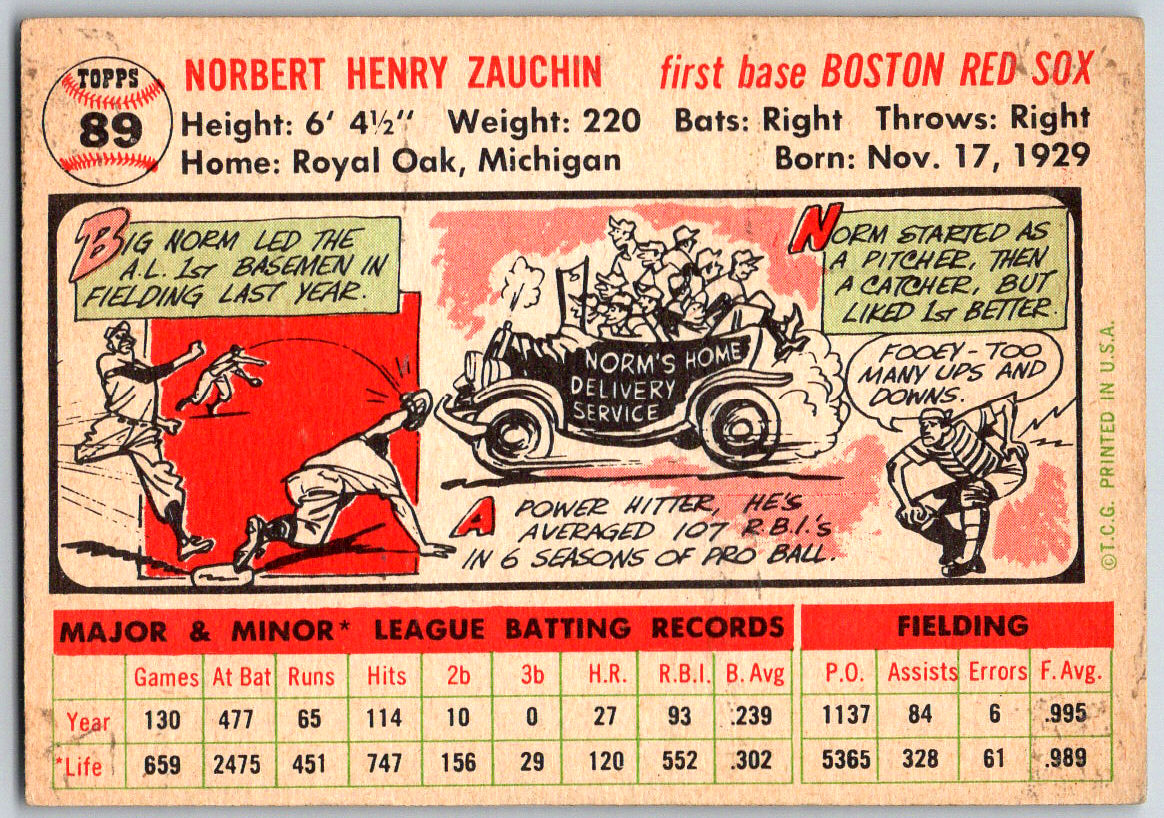 TOPPS
89
NORBERT HENRY ZAUCHIN first base BOSTON RED SOX
Height: 6' 4½" Weight: 220 Bats: Right Throws: Right
Home: Royal Oak, Michigan Born: Nov. 17, 1929
BIG NORM LED THE
A.L. 1ST BASEMEN IN
FIELDING LAST YEAR.
NORM'S HOME
DELIVERY
SERVICE
A POWER HITTER, HE'S
AVERAGED 107 R.B.I.'s
IN 6 SEASONS OF PRO BALL.
NORM STARTED AS
A PITCHER, THEN
A CATCHER, BUT
LIKED 1ST BETTER.
FOOEY - TOO
MANY UPS AND
DOWNS.
©T.C.G. PRINTED IN U.S.A.
MAJOR & MINOR* LEAGUE BATTING RECORDS FIELDING
Games At Bat Runs Hits 2b 3b H.R. R.B.I. B. Avg P.O. Assists Errors F. Avg.
Year 130 477 65 114 10 0 27 93 .239 1137 84 6 .995
*Life 659 2475 451 747 156 29 120 552 .302 5365 328 61 .989